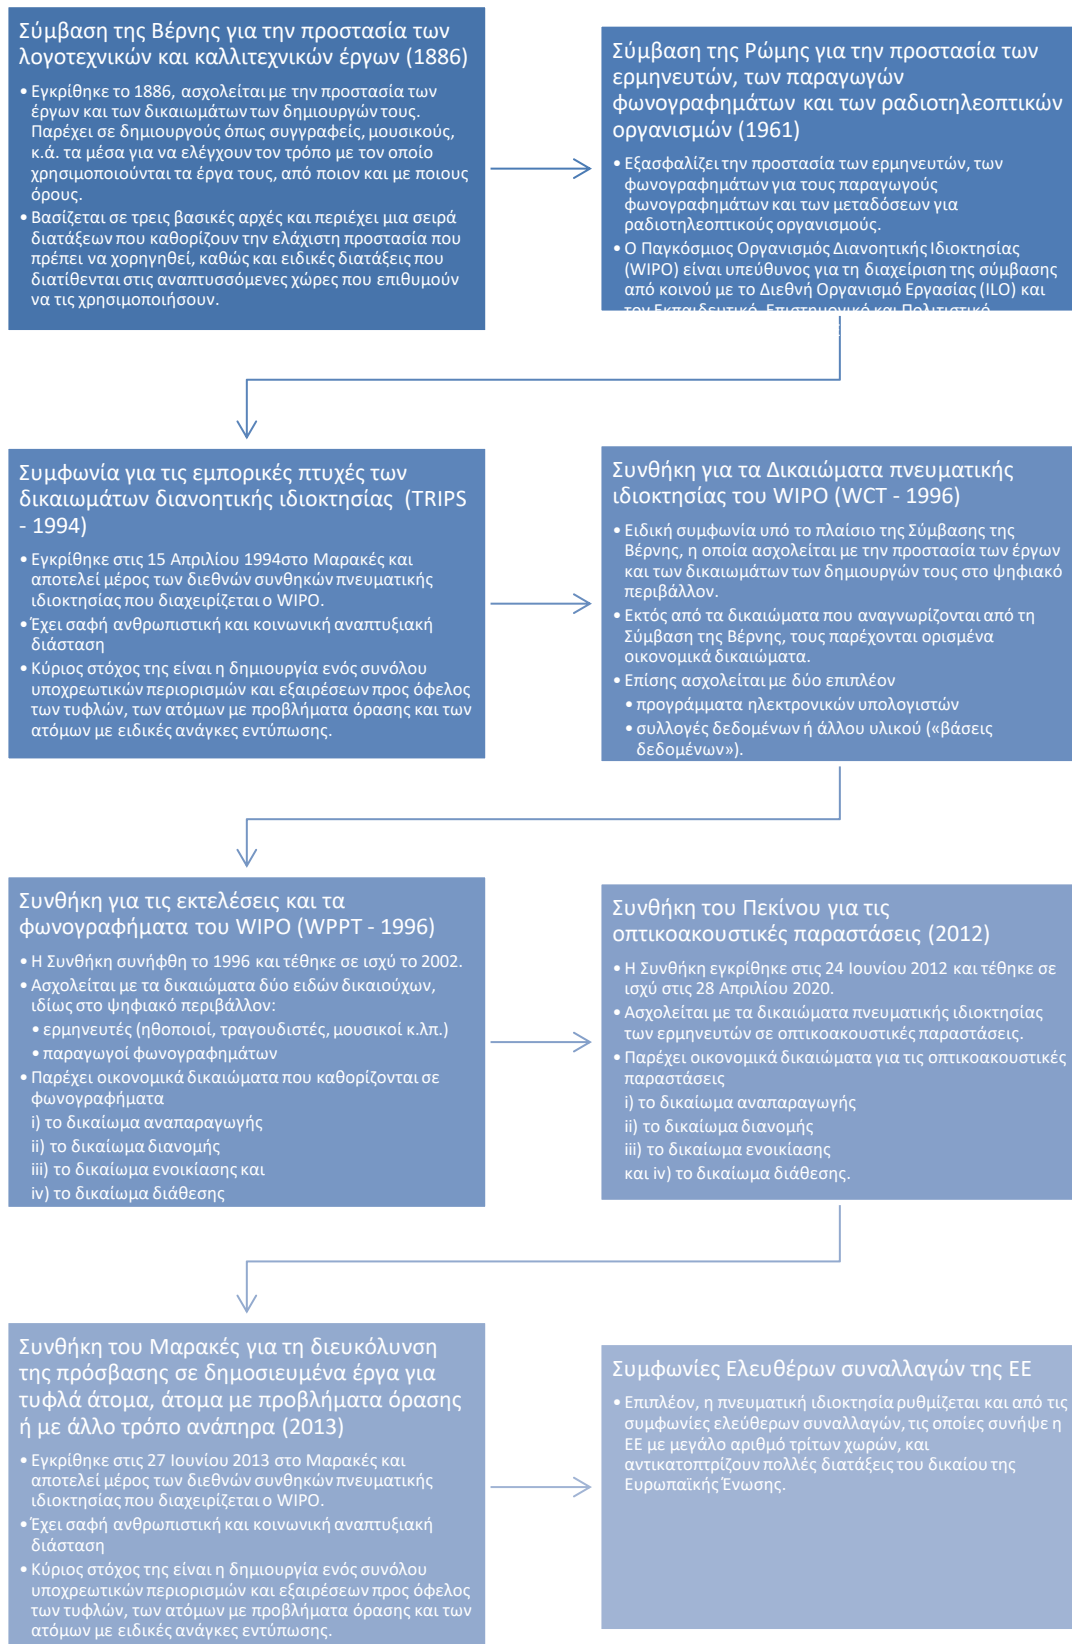 Σύμβαση της Βέρνης για την προστασία των
λογοτεχνικών και καλλιτεχνικών έργων (1886)
• Εγκρίθηκε το 1886, ασχολείται με την προστασία των
έργων και των δικαιωμάτων των δημιουργών τους.
Παρέχει σε δημιουργούς όπως συγγραφείς, μουσικούς,
κ.ά. τα μέσα για να ελέγχουν τον τρόπο με τον οποίο
χρησιμοποιούνται τα έργα τους, από ποιον και με ποιους
όρους.
• Βασίζεται σε τρεις βασικές αρχές και περιέχει μια σειρά
διατάξεων που καθορίζουν την ελάχιστη προστασία που
πρέπει να χορηγηθεί, καθώς και ειδικές διατάξεις που
διατίθενται στις αναπτυσσόμενες χώρες που επιθυμούν
να τις χρησιμοποιήσουν.
Σύμβαση της Ρώμης για την προστασία των
ερμηνευτών, των παραγωγών
φωνογραφημάτων και των ραδιοτηλεοπτικών
οργανισμών (1961)
• Εξασφαλίζει την προστασία των ερμηνευτών, των
φωνογραφημάτων για τους παραγωγούς
φωνογραφημάτων και των μεταδόσεων για
ραδιοτηλεοπτικούς οργανισμούς.
• Ο Παγκόσμιος Οργανισμός Διανοητικής Ιδιοκτησίας
(WIPO) είναι υπεύθυνος για τη διαχείριση της σύμβασης
από κοινού με το Διεθνή Οργανισμό Εργασίας (ILO) και
τον Εκπαιδευτικό, Επιστημονικό και Πολιτιστικό
Συμφωνία για τις εμπορικές πτυχές των
δικαιωμάτων διανοητικής ιδιοκτησίας (TRIPS
- 1994)
• Εγκρίθηκε στις 15 Απριλίου 1994στο Μαρακές και
αποτελεί μέρος των διεθνών συνθηκών πνευματικής
ιδιοκτησίας που διαχειρίζεται ο WIPO.
• Έχει σαφή ανθρωπιστική και κοινωνική αναπτυξιακή
διάσταση
• Κύριος στόχος της είναι η δημιουργία ενός συνόλου
υποχρεωτικών περιορισμών και εξαιρέσεων προς όφελος
των τυφλών, των ατόμων με προβλήματα όρασης και των
ατόμων με ειδικές ανάγκες εντύπωσης.
Συνθήκη για τα Δικαιώματα πνευματικής
ιδιοκτησίας του WIPO (WCT - 1996)
• Ειδική συμφωνία υπό το πλαίσιο της Σύμβασης της
Βέρνης, η οποία ασχολείται με την προστασία των έργων
και των δικαιωμάτων των δημιουργών τους στο ψηφιακό
περιβάλλον.
• Εκτός από τα δικαιώματα που αναγνωρίζονται από τη
Σύμβαση της Βέρνης, τους παρέχονται ορισμένα
οικονομικά δικαιώματα.
• Επίσης ασχολείται με δύο επιπλέον
• προγράμματα ηλεκτρονικών υπολογιστών
• συλλογές δεδομένων ή άλλου υλικού («βάσεις
δεδομένων»).
Συνθήκη για τις εκτελέσεις και τα
φωνογραφήματα του WIPO (WPPT - 1996)
• Η Συνθήκη συνήφθη το 1996 και τέθηκε σε ισχύ το 2002.
• Ασχολείται με τα δικαιώματα δύο ειδών δικαιούχων,
ιδίως στο ψηφιακό περιβάλλον:
• ερμηνευτές (ηθοποιοί, τραγουδιστές, μουσικοί κ.λπ.)
• παραγωγοί φωνογραφημάτων
• Παρέχει οικονομικά δικαιώματα που καθορίζονται σε
φωνογραφήματα
i) το δικαίωμα αναπαραγωγής
ii) το δικαίωμα διανομής
iii) το δικαίωμα ενοικίασης και
iv) το δικαίωμα διάθεσης
Συνθήκη του Πεκίνου για τις
οπτικοακουστικές παραστάσεις (2012)
• Η Συνθήκη εγκρίθηκε στις 24 Ιουνίου 2012 και τέθηκε σε
ισχύ στις 28 Απριλίου 2020.
• Ασχολείται με τα δικαιώματα πνευματικής ιδιοκτησίας
των ερμηνευτών σε οπτικοακουστικές παραστάσεις.
• Παρέχει οικονομικά δικαιώματα για τις οπτικοακουστικές
παραστάσεις
i) το δικαίωμα αναπαραγωγής
ii) το δικαίωμα διανομής
iii) το δικαίωμα ενοικίασης
και iv) το δικαίωμα διάθεσης.
Συνθήκη του Μαρακές για τη διευκόλυνση
της πρόσβασης σε δημοσιευμένα έργα για
τυφλά άτομα, άτομα με προβλήματα όρασης
ή με άλλο τρόπο ανάπηρα (2013)
• Εγκρίθηκε στις 27 Ιουνίου 2013 στο Μαρακές και
αποτελεί μέρος των διεθνών συνθηκών πνευματικής
ιδιοκτησίας που διαχειρίζεται ο WIPO.
• Έχει σαφή ανθρωπιστική και κοινωνική αναπτυξιακή
διάσταση
• Κύριος στόχος της είναι η δημιουργία ενός συνόλου
υποχρεωτικών περιορισμών και εξαιρέσεων προς όφελος
των τυφλών, των ατόμων με προβλήματα όρασης και των
ατόμων με ειδικές ανάγκες εντύπωσης.
Συμφωνίες Ελευθέρων συναλλαγών της ΕΕ
• Επιπλέον, η πνευματική ιδιοκτησία ρυθμίζεται και από τις
συμφωνίες ελεύθερων συναλλαγών, τις οποίες συνήψε η
ΕΕ με μεγάλο αριθμό τρίτων χωρών, και
αντικατοπτρίζουν πολλές διατάξεις του δικαίου της
Ευρωπαϊκής Ένωσης.